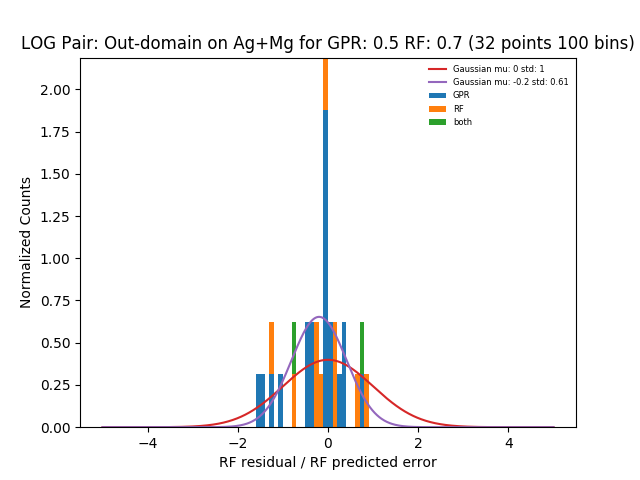 LOG Pair: Out-domain on Ag+Mg for GPR: 0.5 RF: 0.7 (32 points 100 bins)
Gaussian mu: 0 std: 1
Gaussian mu: -0.2 std: 0.61
GPR
RF
both
Normalized Counts
2.00
1.75
1.50
1.25
1.00
0.75
0.50
0.25
0.00
−4
−2
0
2
4
RF residual / RF predicted error